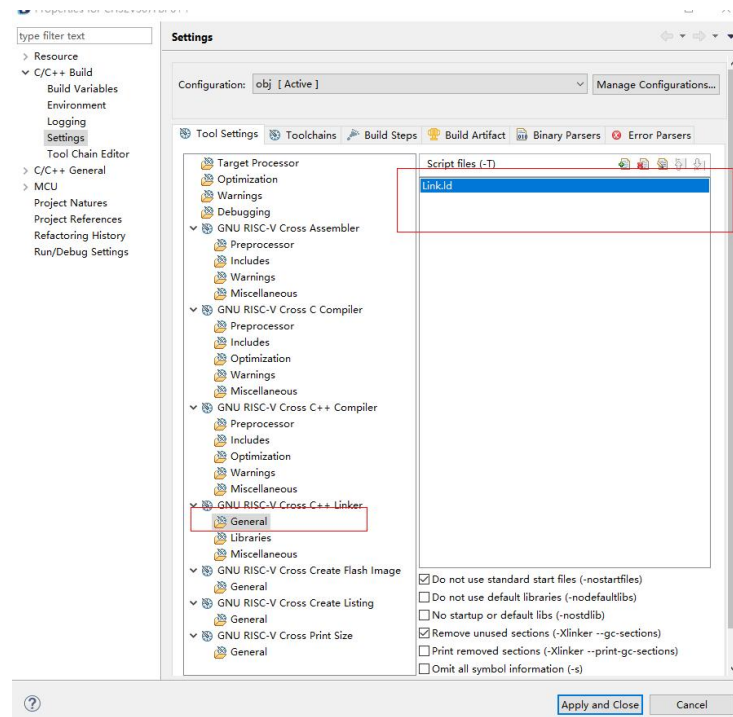 Properties for
type filter text
Settings
Resource
C/C++ Build
Build Variables
Environment
Logging
Settings
Tool Chain Editor
C/C++ General
MCU
Project Natures
Project References
Refactoring History
Run/Debug Settings
Configuration: obj [ Active ]
Manage Configurations...
Tool Settings
Toolchains
Build Steps
Build Artifact
Binary Parsers
Error Parsers
Target Processor
Optimization
Warnings
Debugging
GNU RISC-V Cross Assembler
Preprocessor
Includes
Warnings
Miscellaneous
GNU RISC-V Cross C Compiler
Preprocessor
Includes
Optimization
Warnings
Miscellaneous
GNU RISC-V Cross C++ Compiler
Preprocessor
Includes
Optimization
Warnings
Miscellaneous
GNU RISC-V Cross C++ Linker
General
Libraries
Miscellaneous
GNU RISC-V Cross Create Flash Image
General
GNU RISC-V Cross Create Listing
General
GNU RISC-V Cross Print Size
General
Script files (-T)
Link.ld
Do not use standard start files (-nostartfiles)
Do not use default libraries (-nodefaultlibs)
No startup or default libs (-nostdlib)
Remove unused sections (-Xlinker --gc-sections)
Print removed sections (-Xlinker --print-gc-sections)
Omit all symbol information (-s)
Apply and Close
Cancel